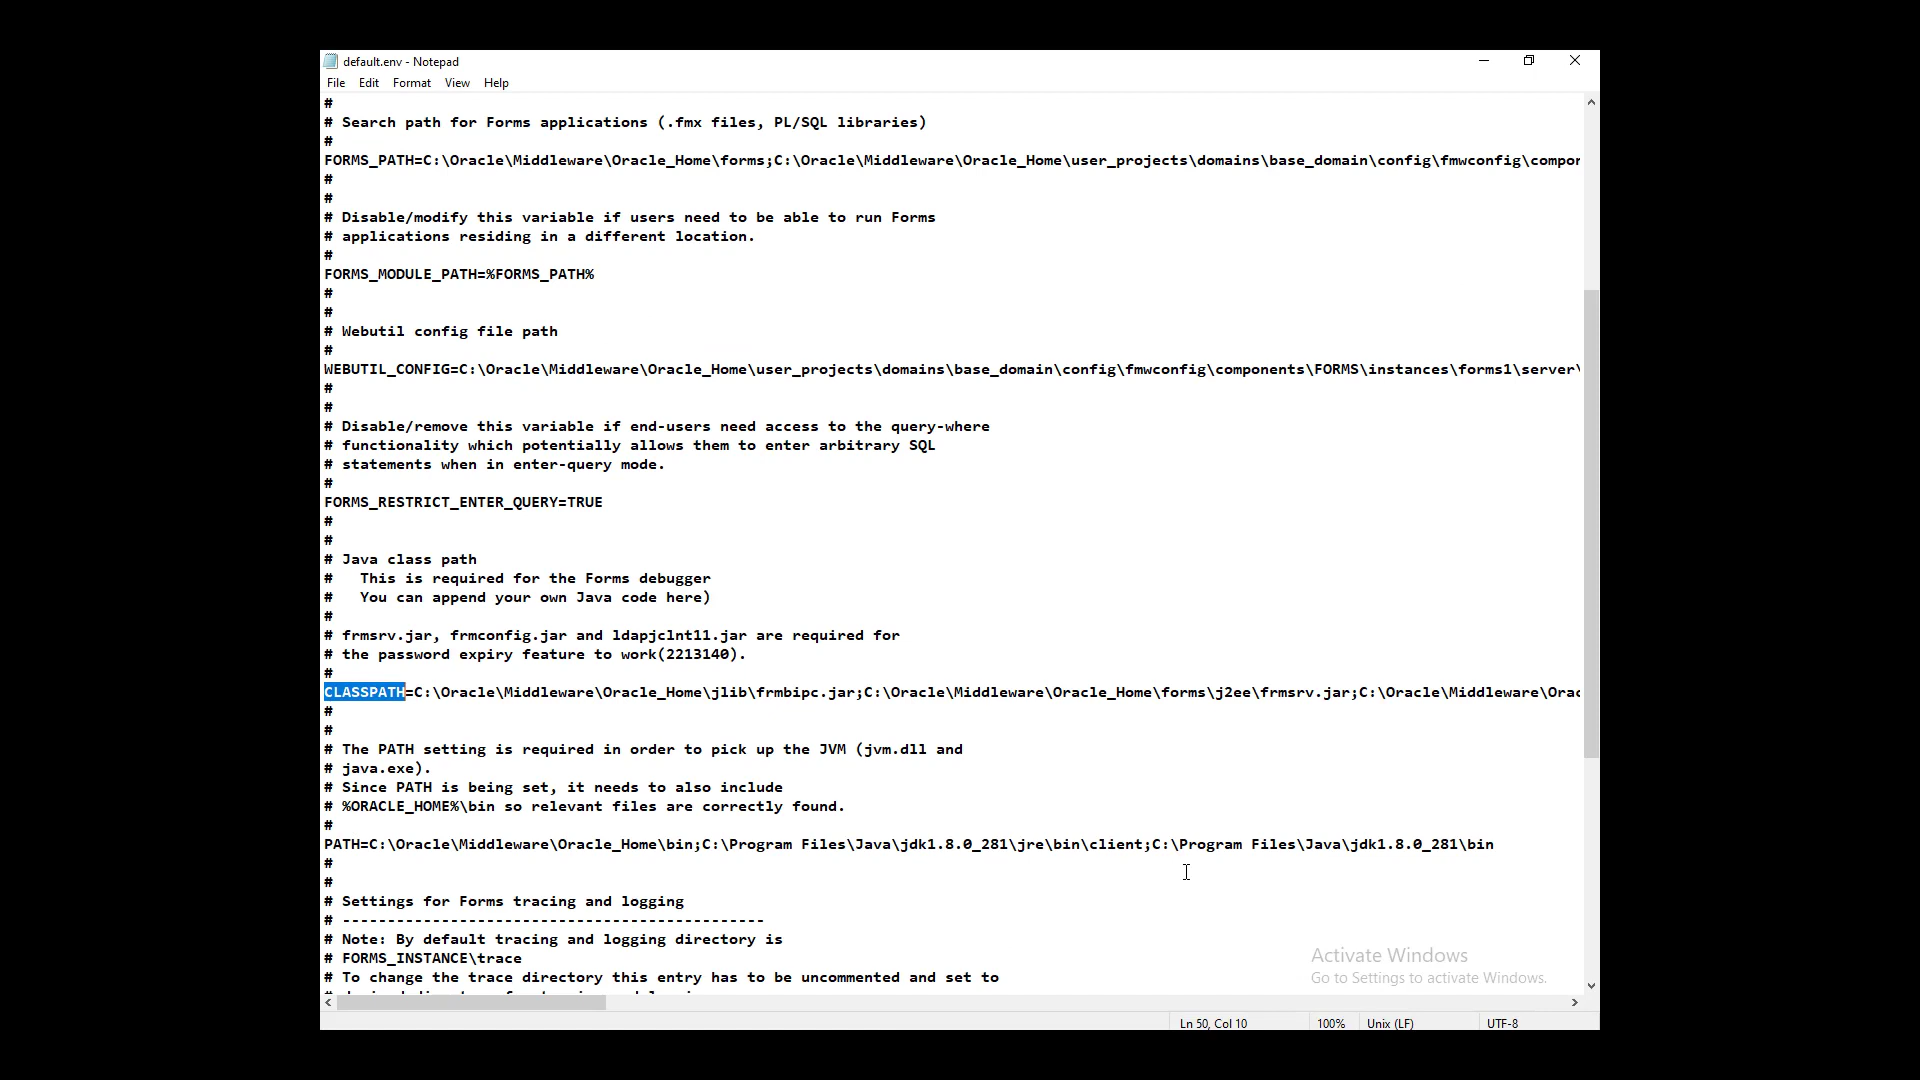 default.env - Notepad
File Edit Format View Help
#
# Search path for Forms applications (.fmx files, PL/SQL libraries)
#
FORMS_PATH=C:\Oracle\Middleware\Oracle_Home\forms;C:\Oracle\Middleware\Oracle_Home\user_projects\domains\base_domain\config\fmwconfig\compor
#
#
# Disable/modify this variable if users need to be able to run Forms
# applications residing in a different location.
#
FORMS_MODULE_PATH=%FORMS_PATH%
#
#
# Webutil config file path
#
WEBUTIL_CONFIG=C:\Oracle\Middleware\Oracle_Home\user_projects\domains\base_domain\config\fmwconfig\components\FORMS\instances\forms1\server\
#
#
# Disable/remove this variable if end-users need access to the query-where
# functionality which potentially allows them to enter arbitrary SQL
# statements when in enter-query mode.
#
FORMS_RESTRICT_ENTER_QUERY=TRUE
#
#
# Java class path
#   This is required for the Forms debugger
#   You can append your own Java code here)
#
# frmsrv.jar, frmconfig.jar and ldapjclnt11.jar are required for
# the password expiry feature to work(2213140).
#
CLASSPATH=C:\Oracle\Middleware\Oracle_Home\jlib\frmbipc.jar;C:\Oracle\Middleware\Oracle_Home\forms\j2ee\frmsrv.jar;C:\Oracle\Middleware\Orac
#
#
# The PATH setting is required in order to pick up the JVM (jvm.dll and
# java.exe).
# Since PATH is being set, it needs to also include
# %ORACLE_HOME%\bin so relevant files are correctly found.
#
PATH=C:\Oracle\Middleware\Oracle_Home\bin;C:\Program Files\Java\jdk1.8.0_281\jre\bin\client;C:\Program Files\Java\jdk1.8.0_281\bin
#
#
# Settings for Forms tracing and logging
# -----------------------------------------------
# Note: By default tracing and logging directory is
# FORMS_INSTANCE\trace
# To change the trace directory this entry has to be uncommented and set to
Activate Windows
Go to Settings to activate Windows.
Ln 50, Col 10 100% Unix (LF) UTF-8